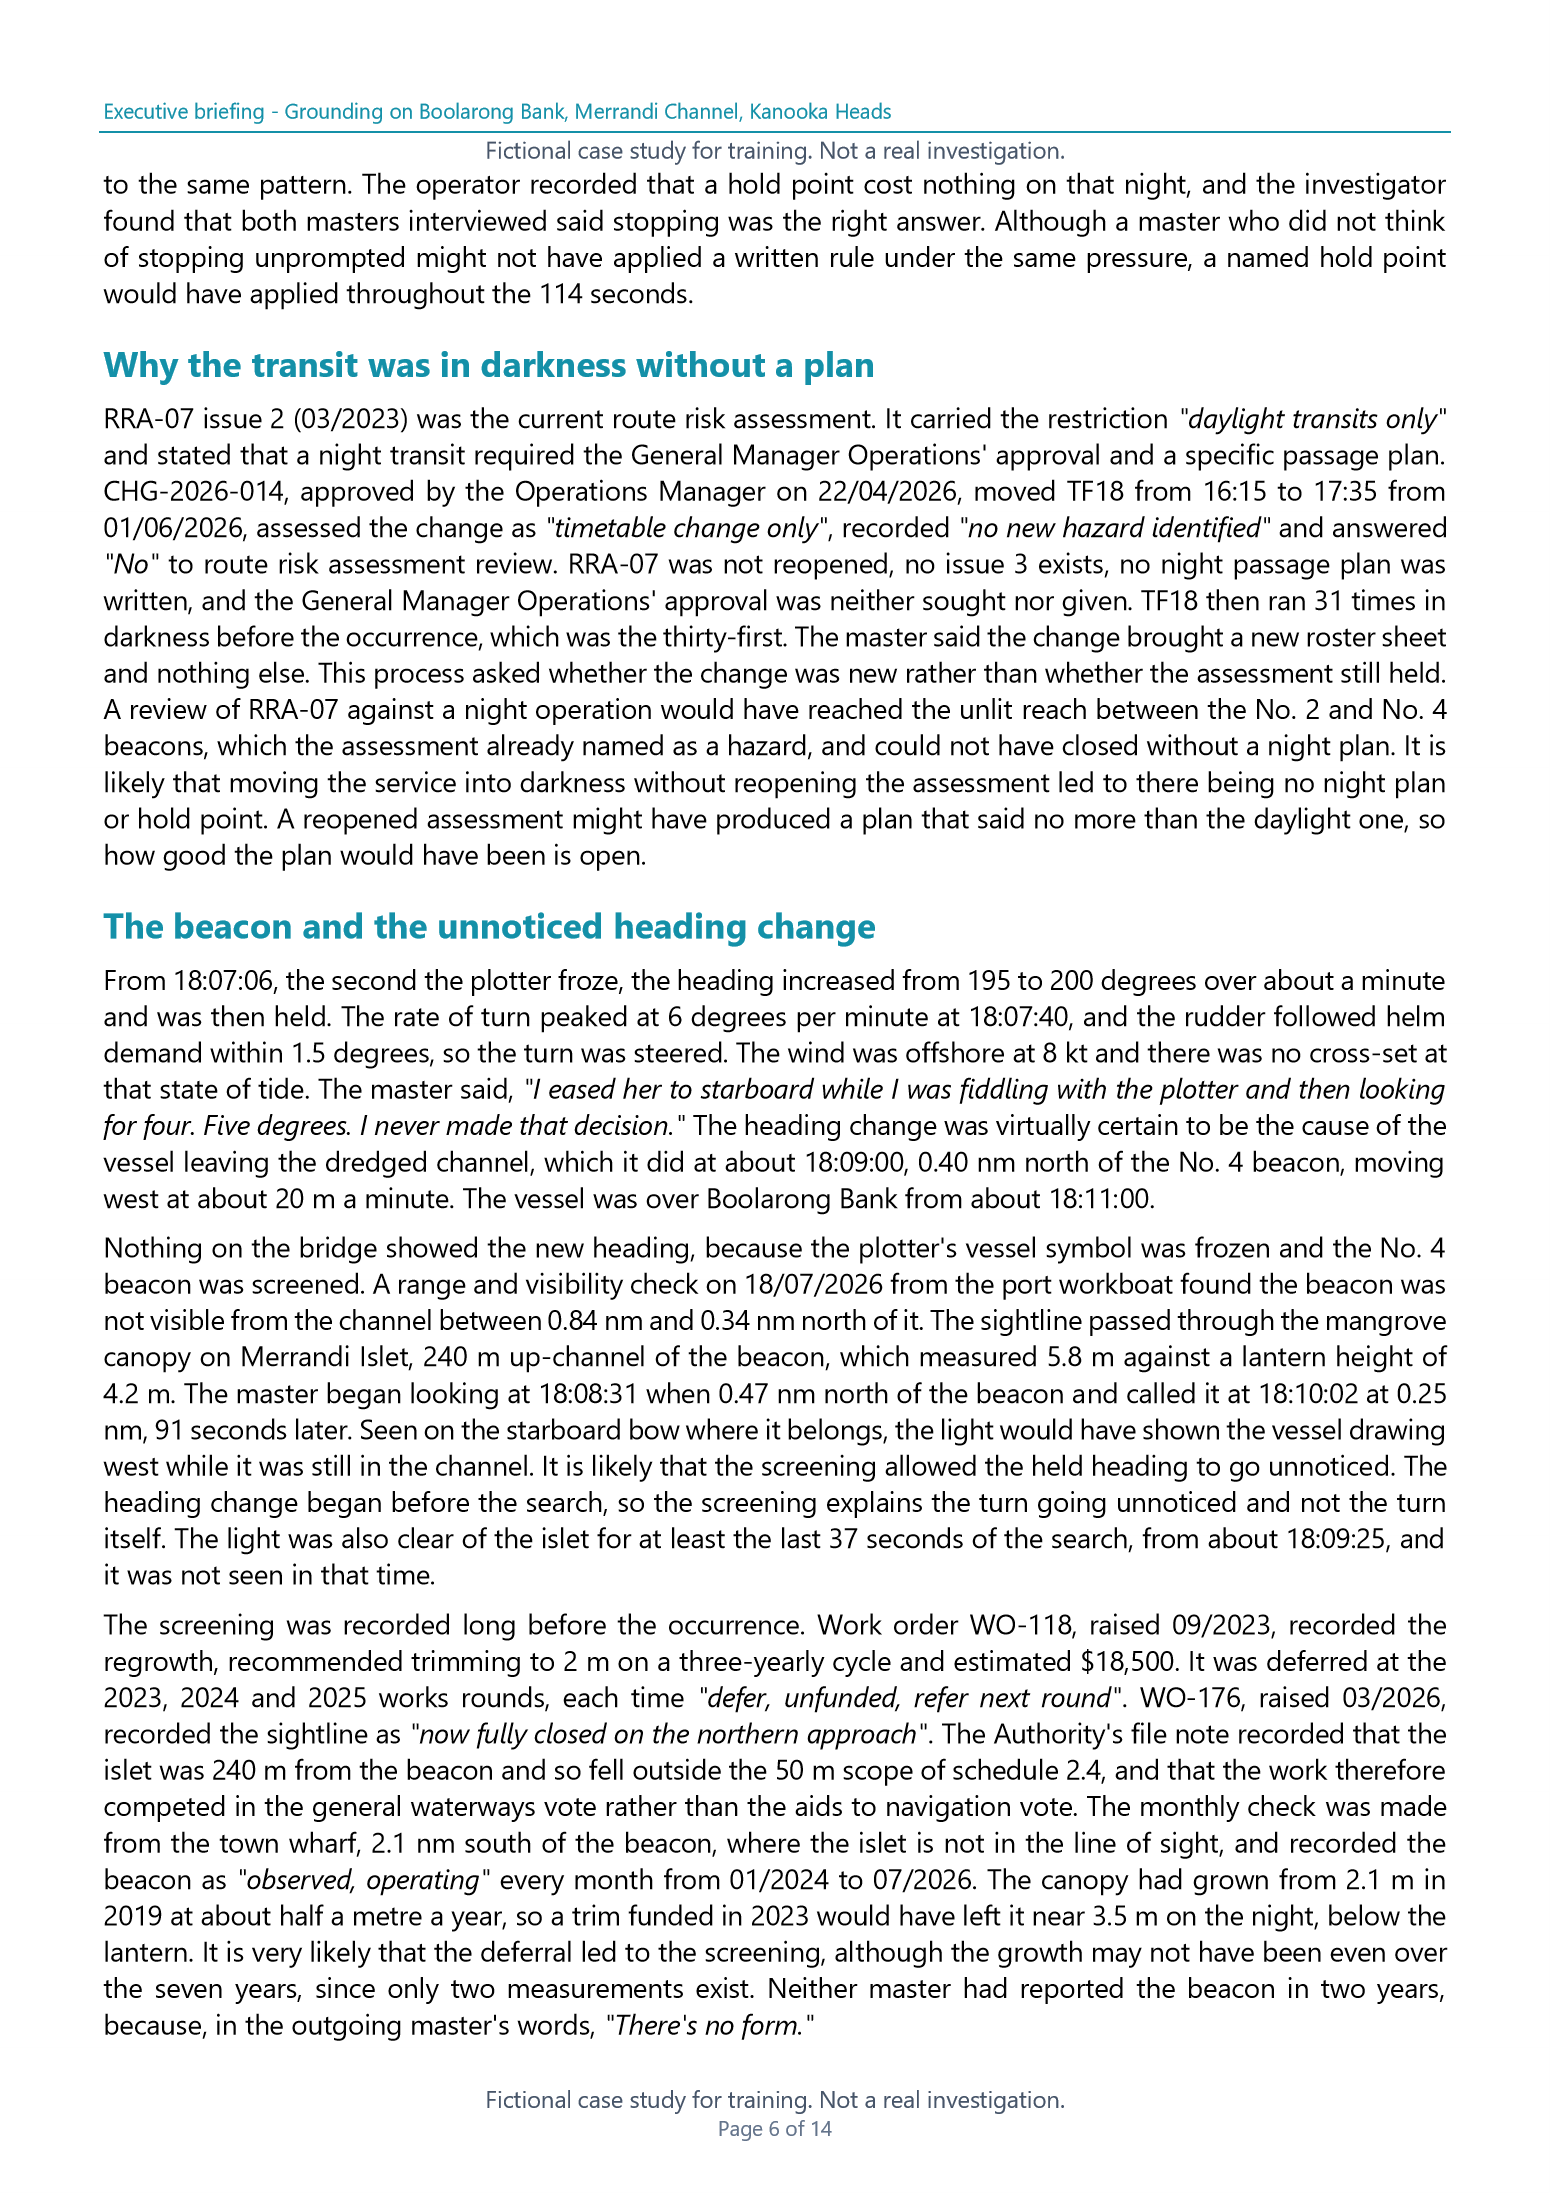 Executive briefing - Grounding on Boolarong Bank, Merrandi Channel, Kanooka Heads
Fictional case study for training. Not a real investigation.
to the same pattern. The operator recorded that a hold point cost nothing on that night, and the investigator
found that both masters interviewed said stopping was the right answer. Although a master who did not think
of stopping unprompted might not have applied a written rule under the same pressure, a named hold point
would have applied throughout the 114 seconds.
Why the transit was in darkness without a plan
RRA-07 issue 2 (03/2023) was the current route risk assessment. It carried the restriction "daylight transits only"
and stated that a night transit required the General Manager Operations' approval and a specific passage plan.
CHG-2026-014, approved by the Operations Manager on 22/04/2026, moved TF18 from 16:15 to 17:35 from
01/06/2026, assessed the change as "timetable change only", recorded "no new hazard identified" and answered
"No" to route risk assessment review. RRA-07 was not reopened, no issue 3 exists, no night passage plan was
written, and the General Manager Operations' approval was neither sought nor given. TF18 then ran 31 times in
darkness before the occurrence, which was the thirty-first. The master said the change brought a new roster sheet
and nothing else. This process asked whether the change was new rather than whether the assessment still held.
A review of RRA-07 against a night operation would have reached the unlit reach between the No. 2 and No. 4
beacons, which the assessment already named as a hazard, and could not have closed without a night plan. It is
likely that moving the service into darkness without reopening the assessment led to there being no night plan
or hold point. A reopened assessment might have produced a plan that said no more than the daylight one, so
how good the plan would have been is open.
The beacon and the unnoticed heading change
From 18:07:06, the second the plotter froze, the heading increased from 195 to 200 degrees over about a minute
and was then held. The rate of turn peaked at 6 degrees per minute at 18:07:40, and the rudder followed helm
demand within 1.5 degrees, so the turn was steered. The wind was offshore at 8 kt and there was no cross-set at
that state of tide. The master said, "I eased her to starboard while I was fiddling with the plotter and then looking
for four. Five degrees. I never made that decision." The heading change was virtually certain to be the cause of the
vessel leaving the dredged channel, which it did at about 18:09:00, 0.40 nm north of the No. 4 beacon, moving
west at about 20 m a minute. The vessel was over Boolarong Bank from about 18:11:00.
Nothing on the bridge showed the new heading, because the plotter's vessel symbol was frozen and the No. 4
beacon was screened. A range and visibility check on 18/07/2026 from the port workboat found the beacon was
not visible from the channel between 0.84 nm and 0.34 nm north of it. The sightline passed through the mangrove
canopy on Merrandi Islet, 240 m up-channel of the beacon, which measured 5.8 m against a lantern height of
4.2 m. The master began looking at 18:08:31 when 0.47 nm north of the beacon and called it at 18:10:02 at 0.25
nm, 91 seconds later. Seen on the starboard bow where it belongs, the light would have shown the vessel drawing
west while it was still in the channel. It is likely that the screening allowed the held heading to go unnoticed. The
heading change began before the search, so the screening explains the turn going unnoticed and not the turn
itself. The light was also clear of the islet for at least the last 37 seconds of the search, from about 18:09:25, and
it was not seen in that time.
The screening was recorded long before the occurrence. Work order WO-118, raised 09/2023, recorded the
regrowth, recommended trimming to 2 m on a three-yearly cycle and estimated $18,500. It was deferred at the
2023, 2024 and 2025 works rounds, each time "defer, unfunded, refer next round". WO-176, raised 03/2026,
recorded the sightline as "now fully closed on the northern approach". The Authority's file note recorded that the
islet was 240 m from the beacon and so fell outside the 50 m scope of schedule 2.4, and that the work therefore
competed in the general waterways vote rather than the aids to navigation vote. The monthly check was made
from the town wharf, 2.1 nm south of the beacon, where the islet is not in the line of sight, and recorded the
beacon as "observed, operating" every month from 01/2024 to 07/2026. The canopy had grown from 2.1 m in
2019 at about half a metre a year, so a trim funded in 2023 would have left it near 3.5 m on the night, below the
lantern. It is very likely that the deferral led to the screening, although the growth may not have been even over
the seven years, since only two measurements exist. Neither master had reported the beacon in two years,
because, in the outgoing master's words, "There's no form."
Fictional case study for training. Not a real investigation.
Page 6 of 14